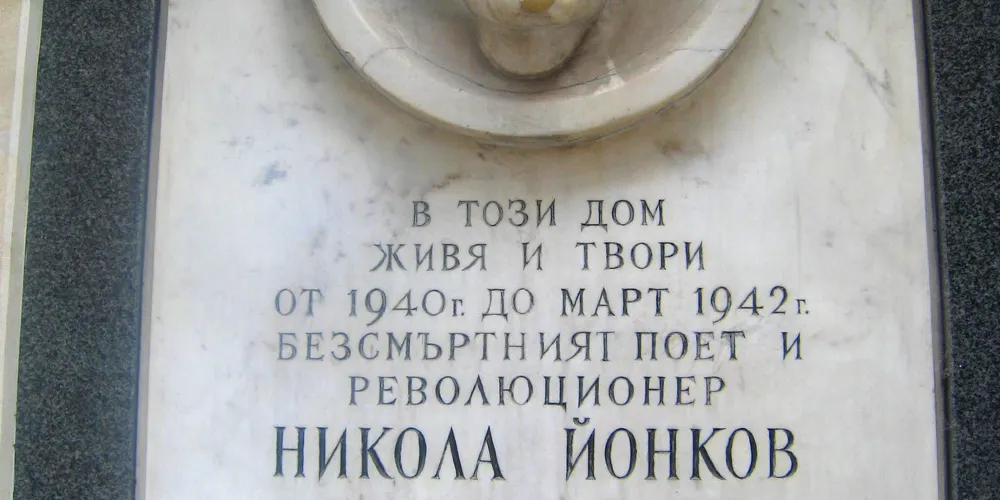 В ТОЗИ ДОМ
ЖИВЯ И ТВОРИ
ОТ 1940г. ДО МАРТ 1942г.
БЕЗСМЪРТНИЯТ ПОЕТ И
РЕВОЛЮЦИОНЕР
НИКОЛА ЙОНКОВ